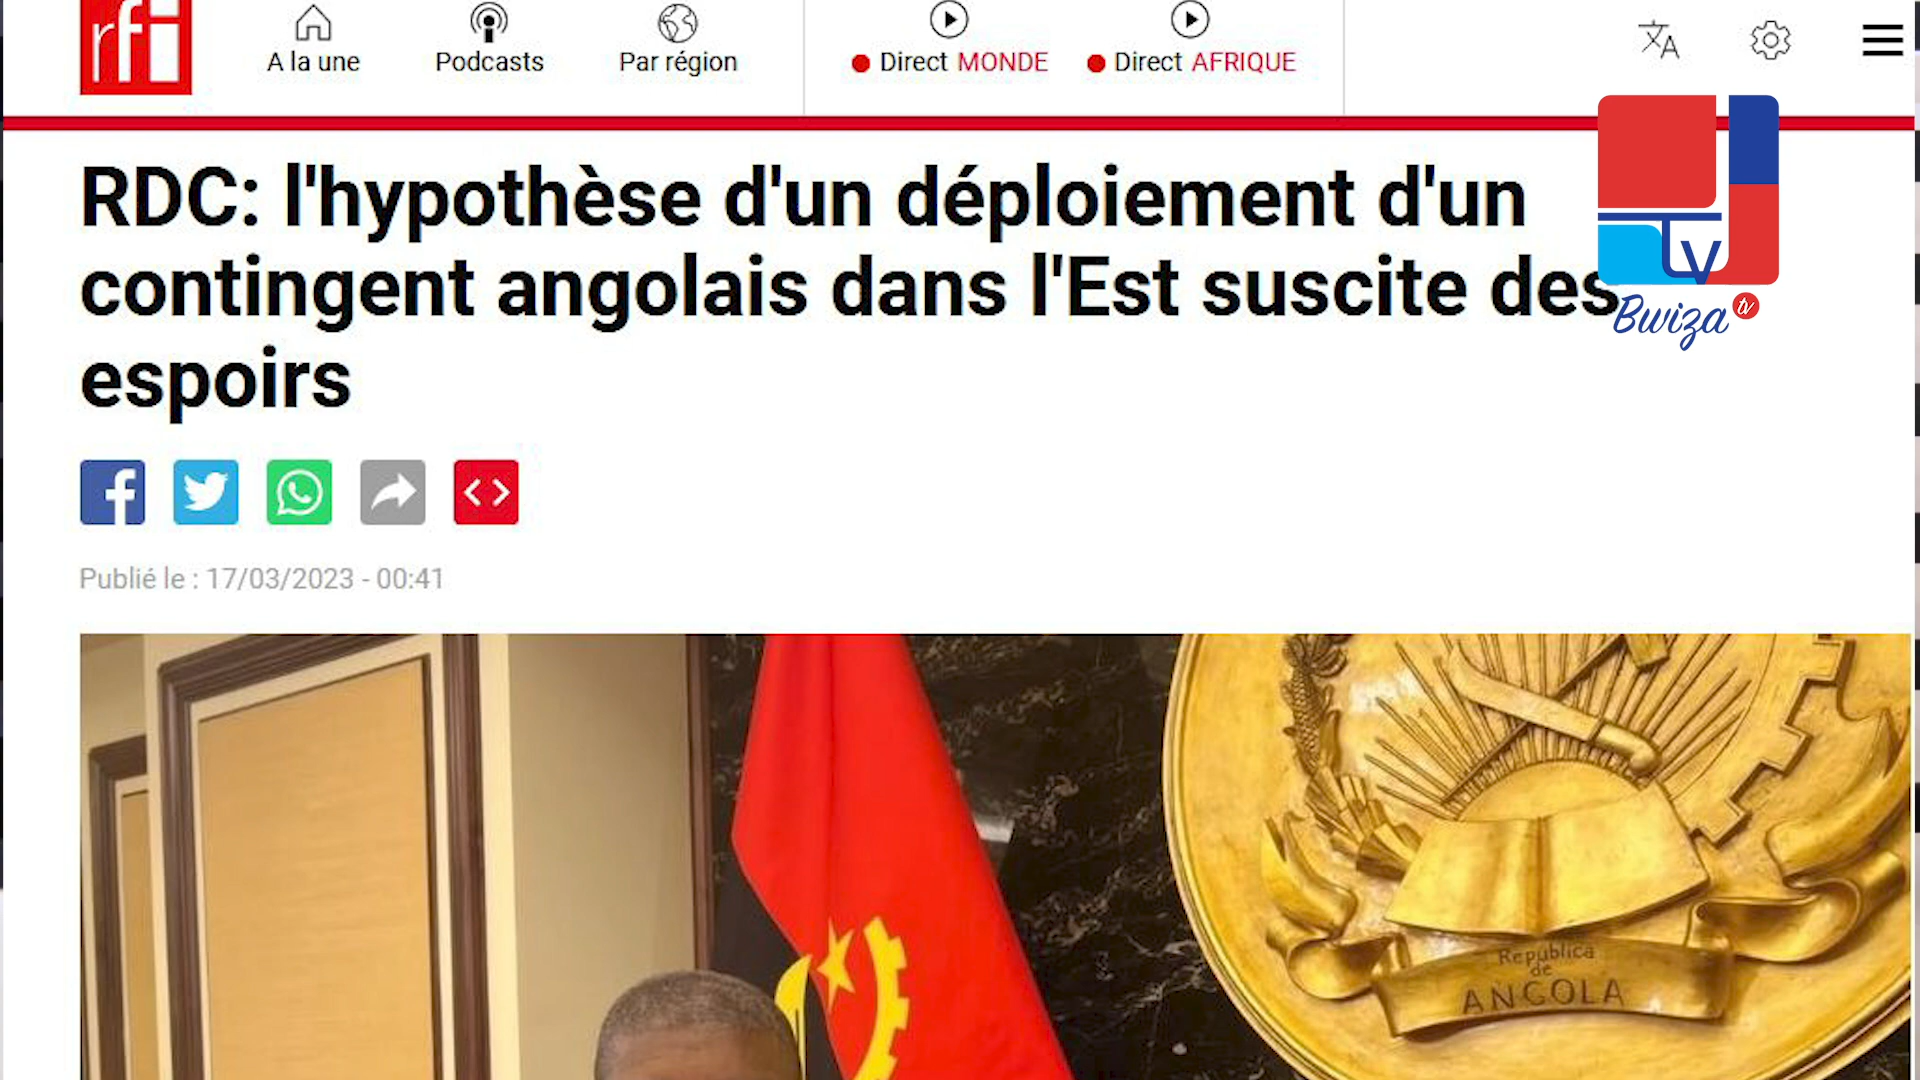 rfi
A la une
Podcasts
Par région
Direct MONDE
Direct AFRIQUE
RDC: l'hypothèse d'un déploiement d'un
contingent angolais dans l'Est suscite des
espoirs
Publié le : 17/03/2023 - 00:41
TV
Bwiza tv
República
de
ANGOLA